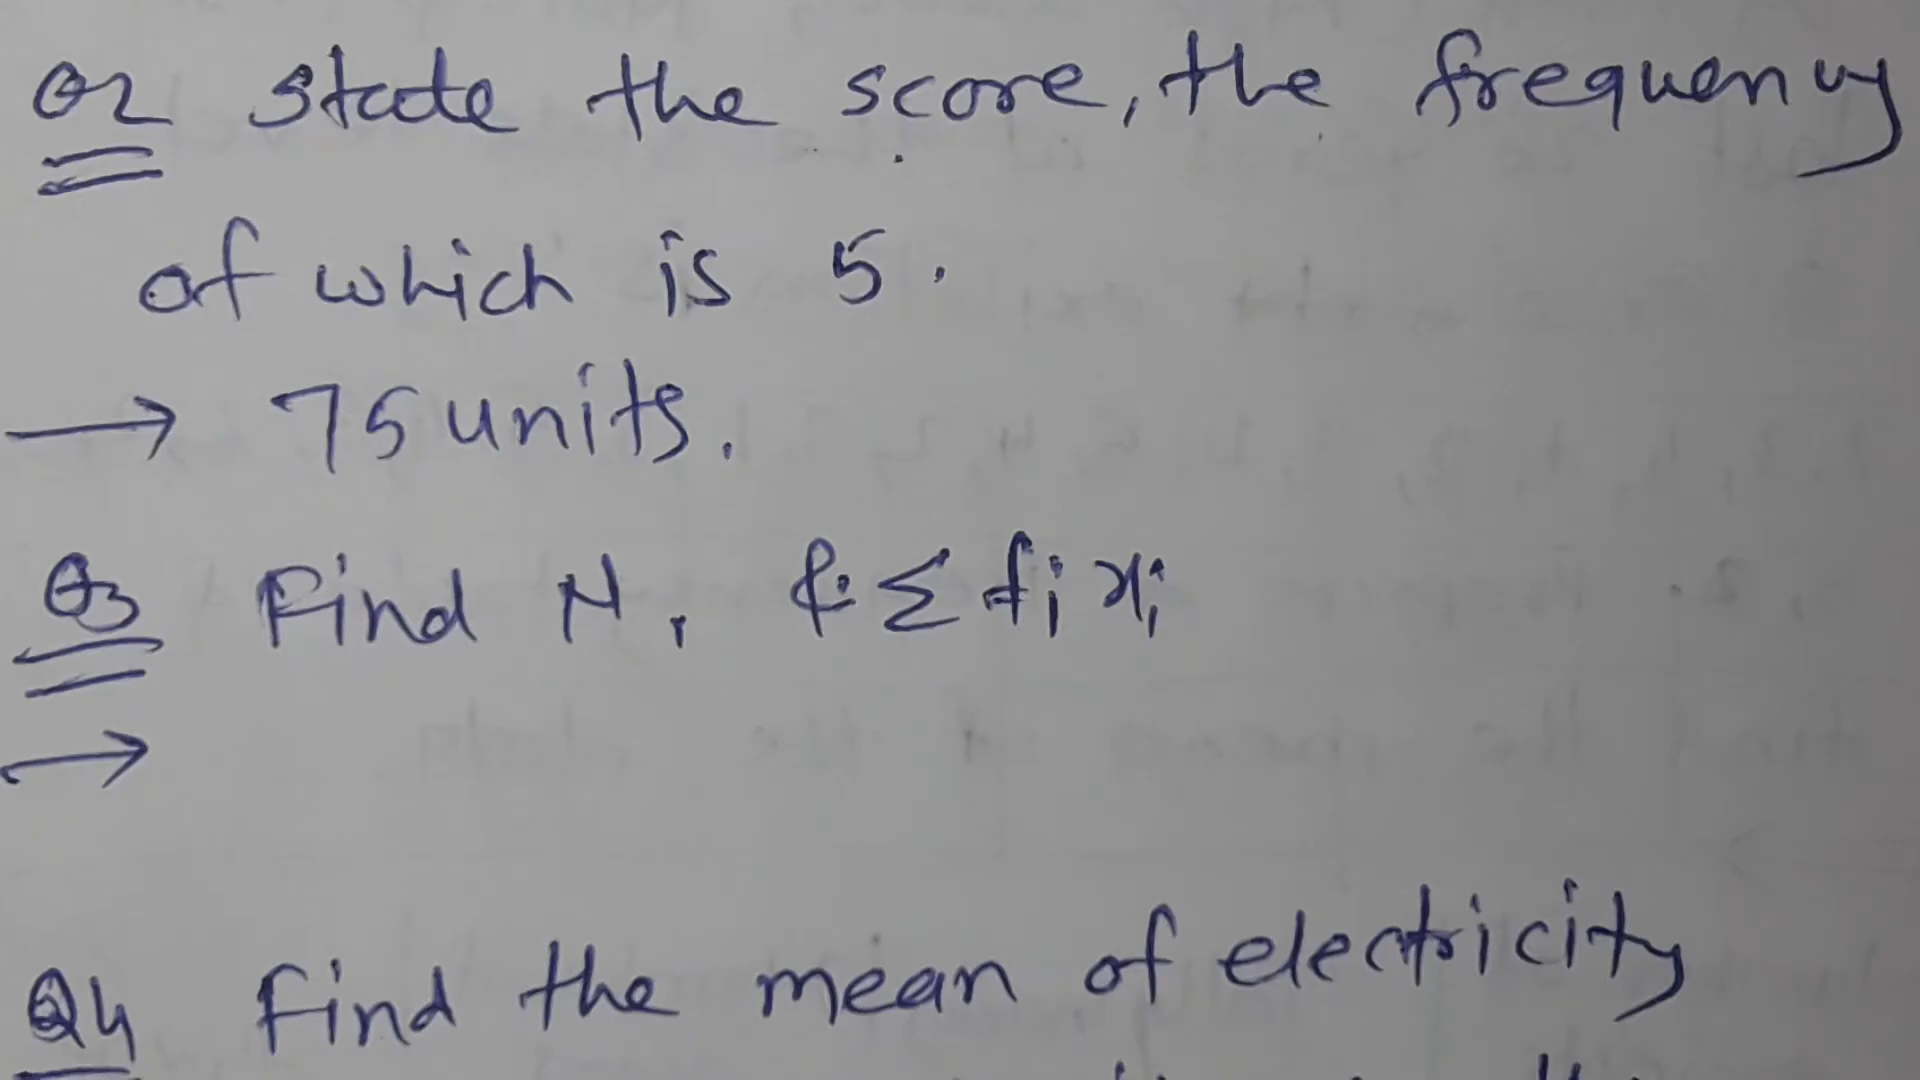 Q2 state the score, the frequency
of which is 5.
→ 75 units.
Q3 Find N, & Σ fixi
→
Q4 Find the mean of electricity